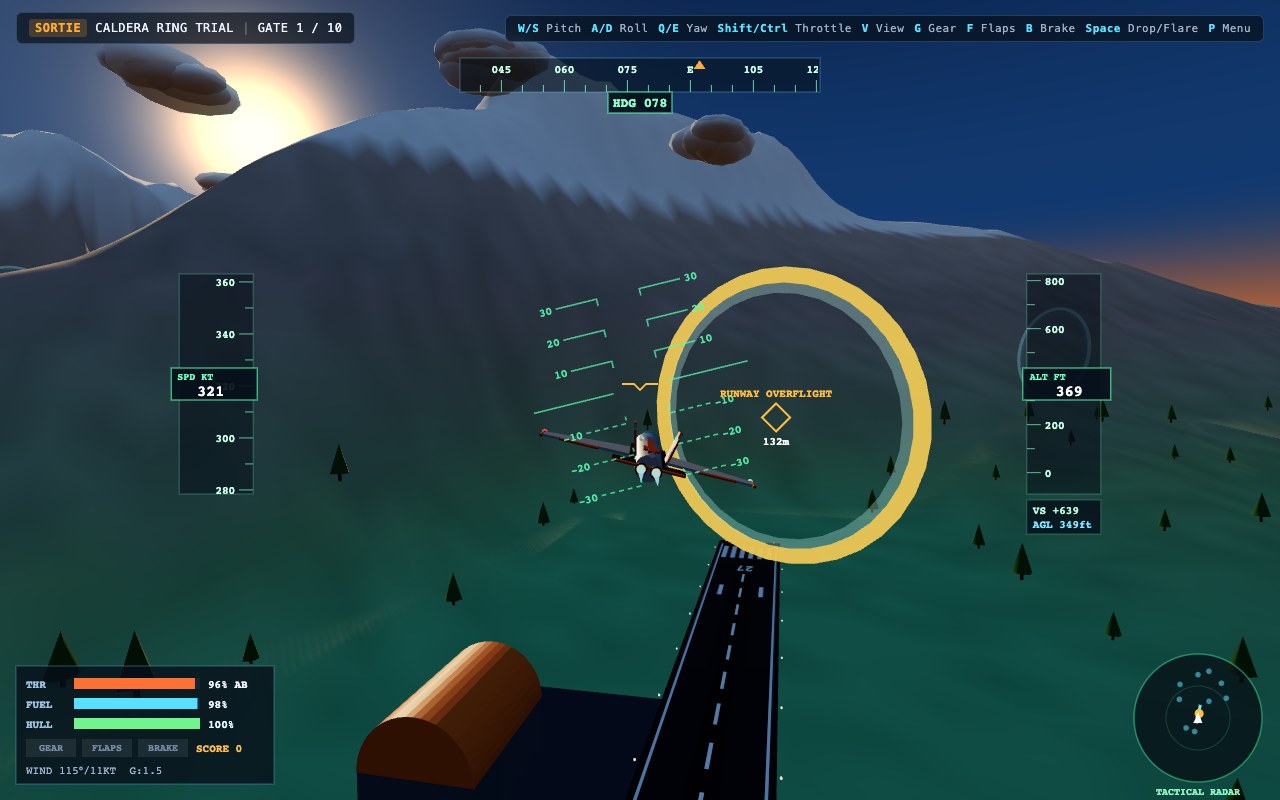 SORTIE CALDERA RING TRIAL | GATE 1 / 10
W/S Pitch A/D Roll Q/E Yaw Shift/Ctrl Throttle V View G Gear F Flaps B Brake Space Drop/Flare P Menu
045 060 075 E 105 12
HDG 078
360
340
SPD KT
321
300
280
30
20
10
-10
-20
-30
30
20
10
-10
-20
-30
RUNWAY OVERFLIGHT
132m
800
600
ALT FT
369
200
0
VS +639
AGL 349ft
27
THR 96% AB
FUEL 98%
HULL 100%
GEAR FLAPS BRAKE SCORE 0
WIND 115°/11KT G:1.5
TACTICAL RADAR